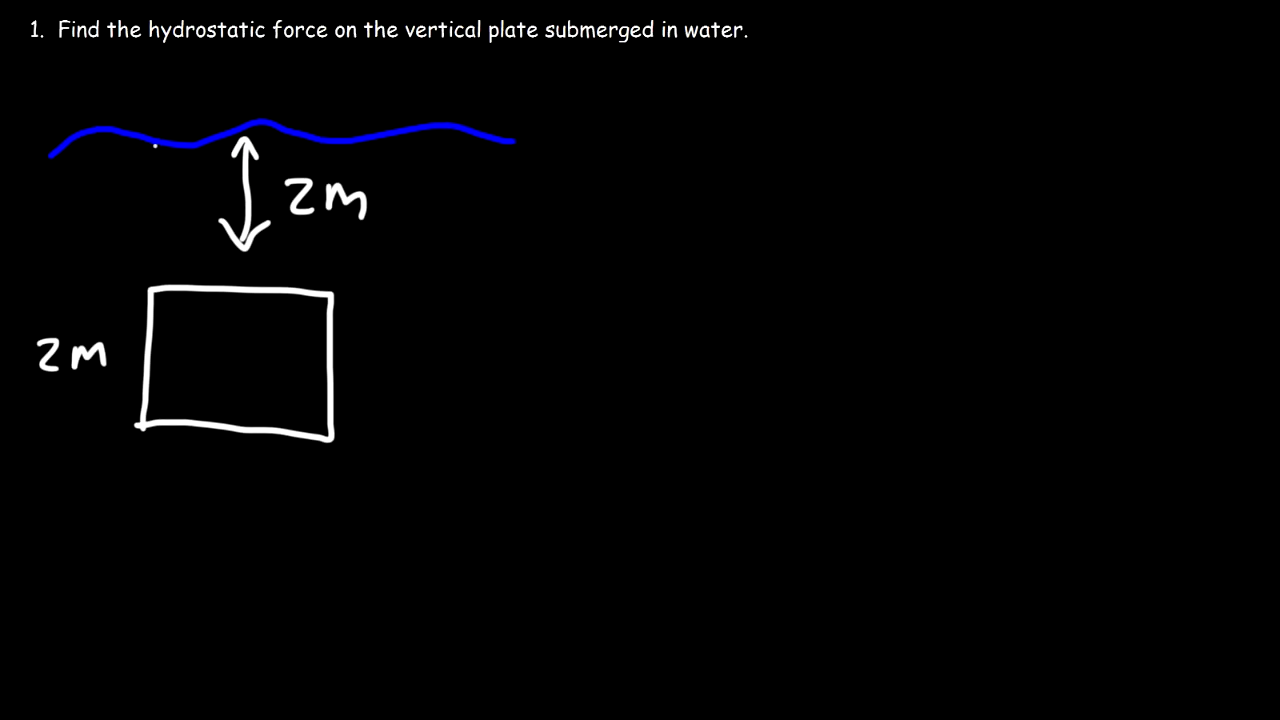 1. Find the hydrostatic force on the vertical plate submerged in water.
2m
2m